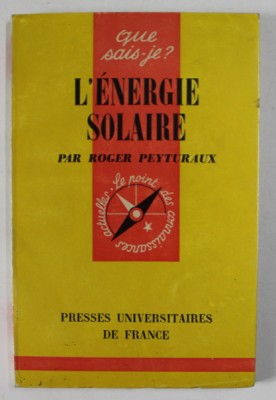 que
sais-je?
L'ÉNERGIE
SOLAIRE
PAR ROGER PEYTURAUX
Le point des connaissances actuelles
PRESSES UNIVERSITAIRES
DE FRANCE